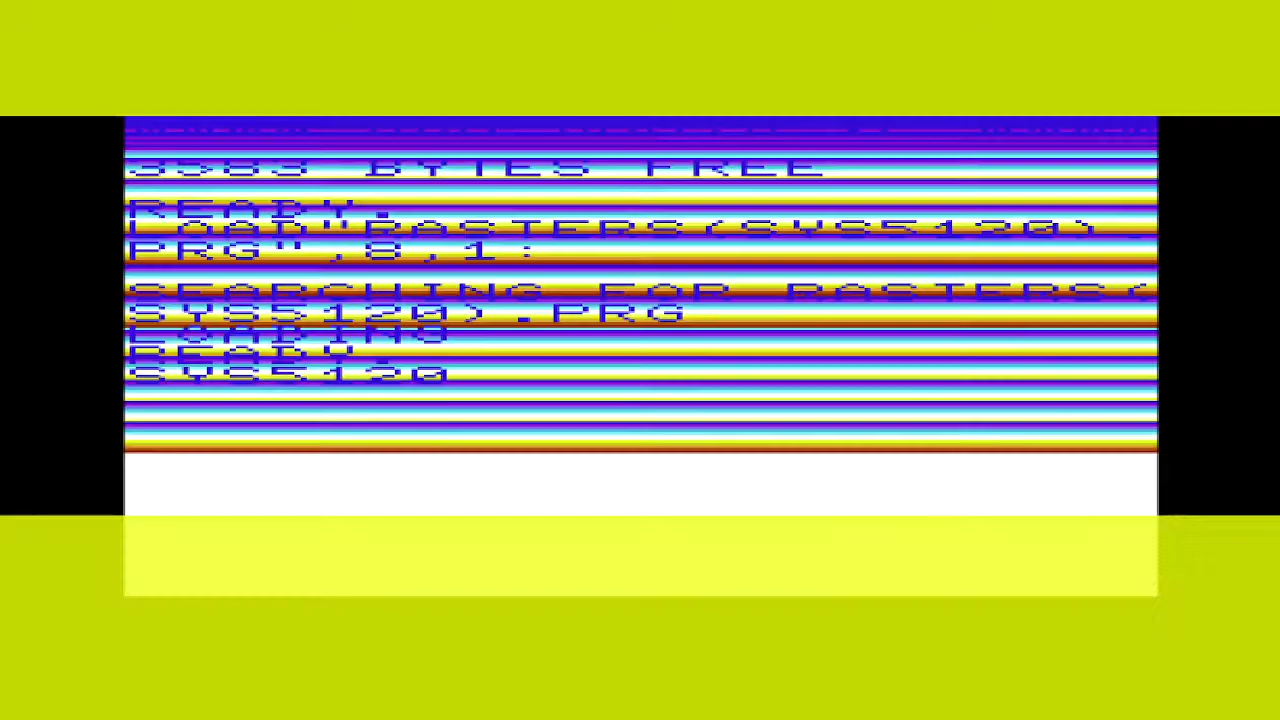 3583 BYTES FREE
READY.
LOAD"RASTERS(SYS5120).
PRG",8,1:
SEARCHING FOR RASTERS(
SYS5120).PRG
LOADING
READY.
SYS5120